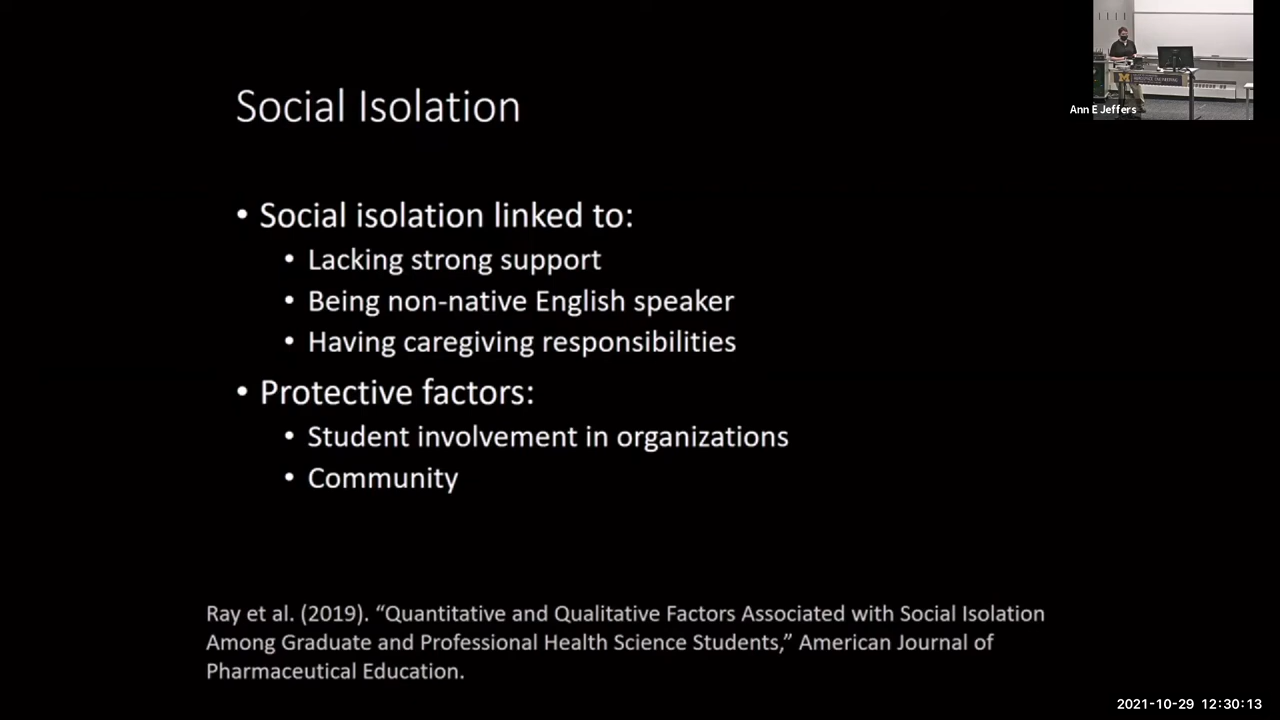 Social Isolation
• Social isolation linked to:
• Lacking strong support
• Being non-native English speaker
• Having caregiving responsibilities
• Protective factors:
• Student involvement in organizations
• Community
Ray et al. (2019). “Quantitative and Qualitative Factors Associated with Social Isolation
Among Graduate and Professional Health Science Students,” American Journal of
Pharmaceutical Education.
Ann E Jeffers
M
2021-10-29 12:30:13